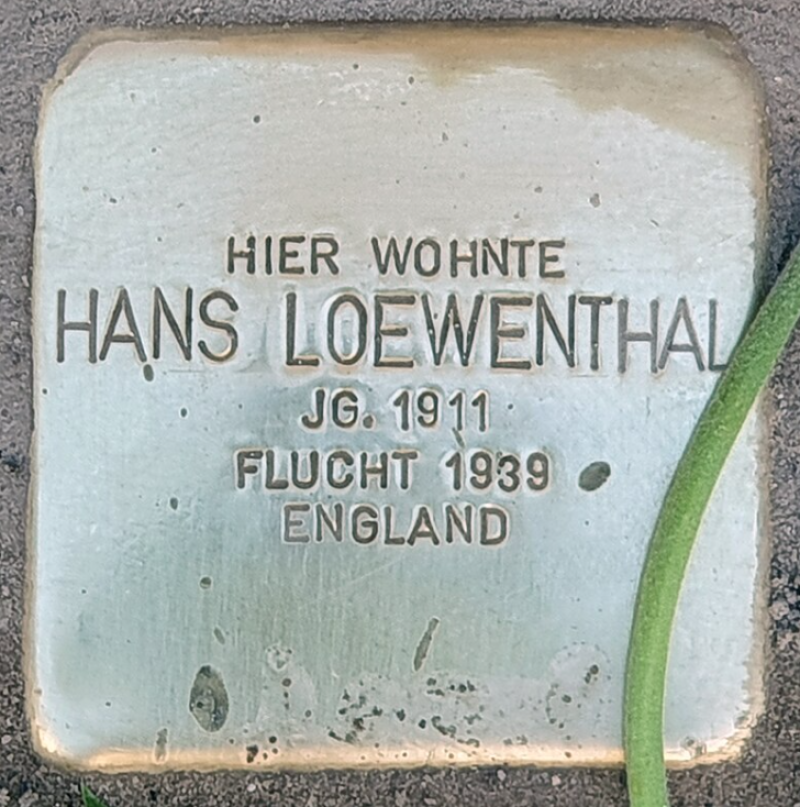 HIER WOHNTE
HANS LOEWENTHAL
JG. 1911
FLUCHT 1939
ENGLAND